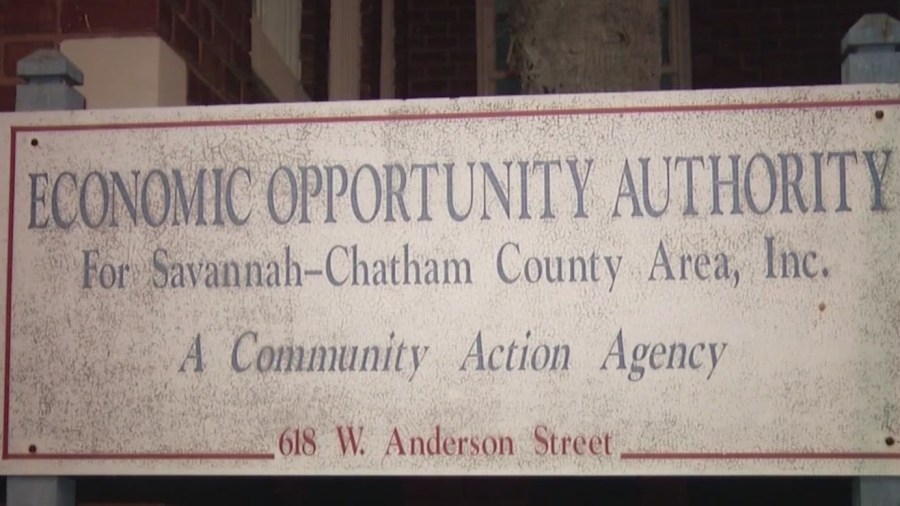 ECONOMIC OPPORTUNITY AUTHORITY
For Savannah-Chatham County Area, Inc.
A Community Action Agency
618 W. Anderson Street